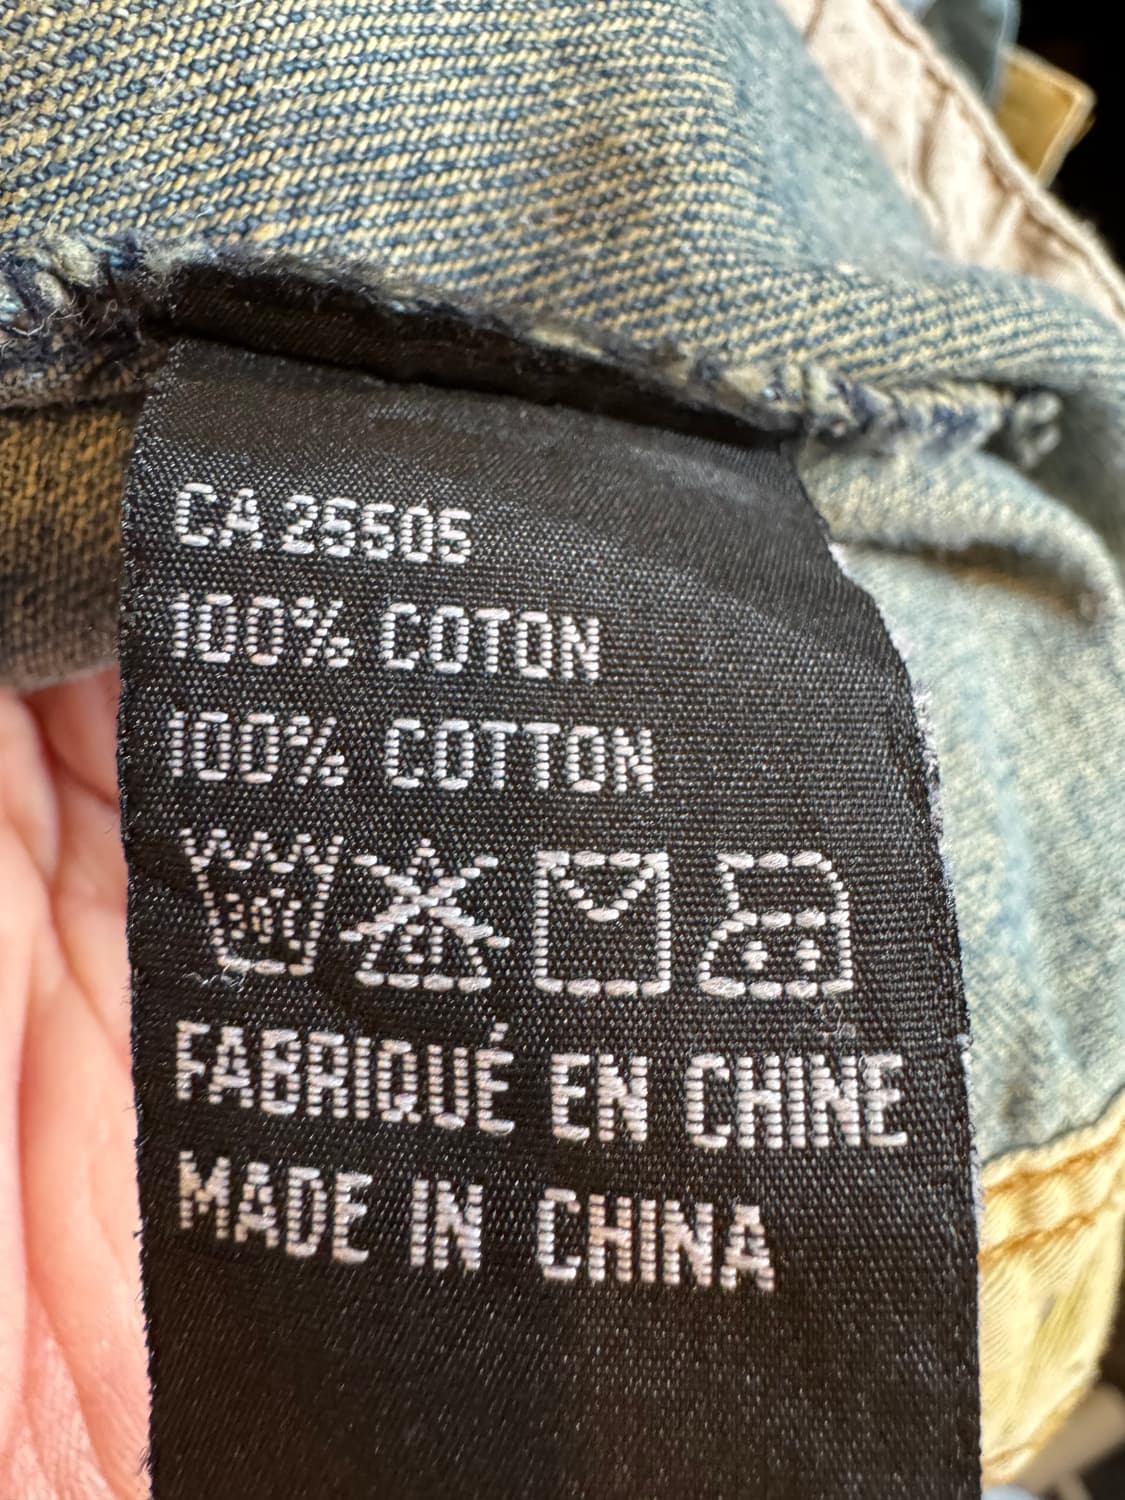 CA 25505
100% COTON
100% COTTON
FABRIQUÉ EN CHINE
MADE IN CHINA